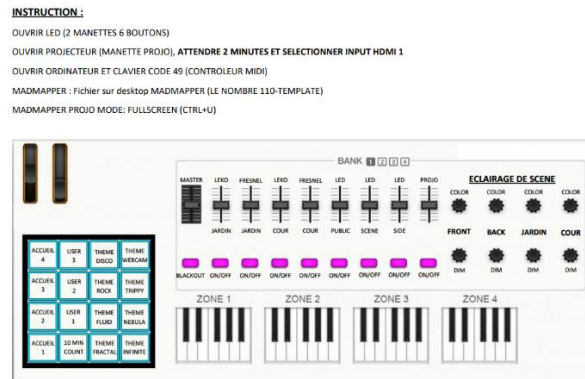 INSTRUCTION :
OUVRIR LED (2 MANETTES 6 BOUTONS)
OUVRIR PROJECTEUR (MANETTE PROJO), ATTENDRE 2 MINUTES ET SELECTIONNER INPUT HDMI 1
OUVRIR ORDINATEUR ET CLAVIER CODE 49 (CONTROLEUR MIDI)
MADMAPPER : Fichier sur desktop MADMAPPER (LE NOMBRE 110-TEMPLATE)
MADMAPPER PROJO MODE: FULLSCREEN (CTRL+U)
BANK 1 2 3 4
MASTER LEKO FRESNEL LEKO FRESNEL LED LED LED PROJO
ECLAIRAGE DE SCENE
COLOR COLOR COLOR COLOR
JARDIN JARDIN COUR COUR PUBLIC SCENE SIDE
FRONT BACK JARDIN COUR
BLACKOUT ON/OFF ON/OFF ON/OFF ON/OFF ON/OFF ON/OFF ON/OFF ON/OFF
DIM DIM DIM DIM
ACCUEIL 4 USER 3 THEME DISCO THEME WEBCAM
ACCUEIL 3 USER 2 THEME ROCK THEME TRIPPY
ACCUEIL 2 USER 1 THEME FLUID THEME NEBULA
ACCUEIL 1 10 MIN COUNT THEME FRACTAL THEME INFINITE
ZONE 1 ZONE 2 ZONE 3 ZONE 4